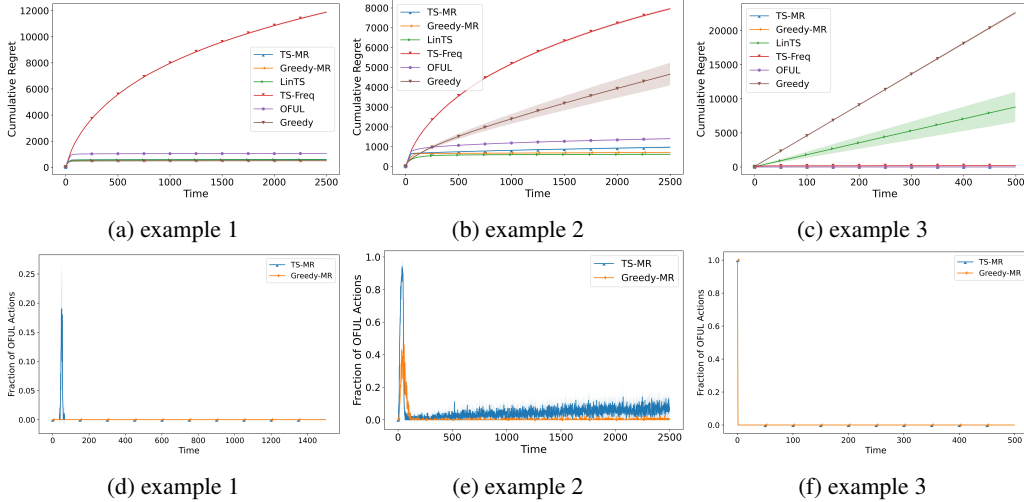 Cumulative Regret
12000
10000
8000
6000
4000
2000
0
0 500 1000 1500 2000 2500
Time
TS-MR
Greedy-MR
LinTS
TS-Freq
OFUL
Greedy
(a) example 1
Cumulative Regret
8000
7000
6000
5000
4000
3000
2000
1000
0
0 500 1000 1500 2000 2500
Time
TS-MR
Greedy-MR
LinTS
TS-Freq
OFUL
Greedy
(b) example 2
Cumulative Regret
20000
15000
10000
5000
0
0 100 200 300 400 500
Time
TS-MR
Greedy-MR
LinTS
TS-Freq
OFUL
Greedy
(c) example 3
Fraction of OFUL Actions
0.25
0.20
0.15
0.10
0.05
0.00
0 200 400 600 800 1000 1200 1400
Time
TS-MR
Greedy-MR
(d) example 1
Fraction of OFUL Actions
1.0
0.8
0.6
0.4
0.2
0.0
0 500 1000 1500 2000 2500
Time
TS-MR
Greedy-MR
(e) example 2
Fraction of OFUL Actions
1.0
0.8
0.6
0.4
0.2
0.0
0 100 200 300 400 500
Time
TS-MR
Greedy-MR
(f) example 3